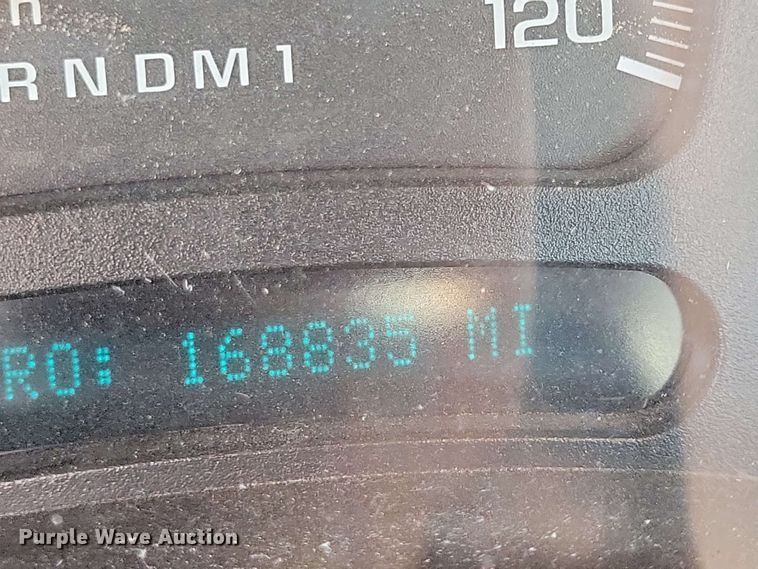 h
120
RNDM1
RO: 168835 MI
Purple Wave Auction